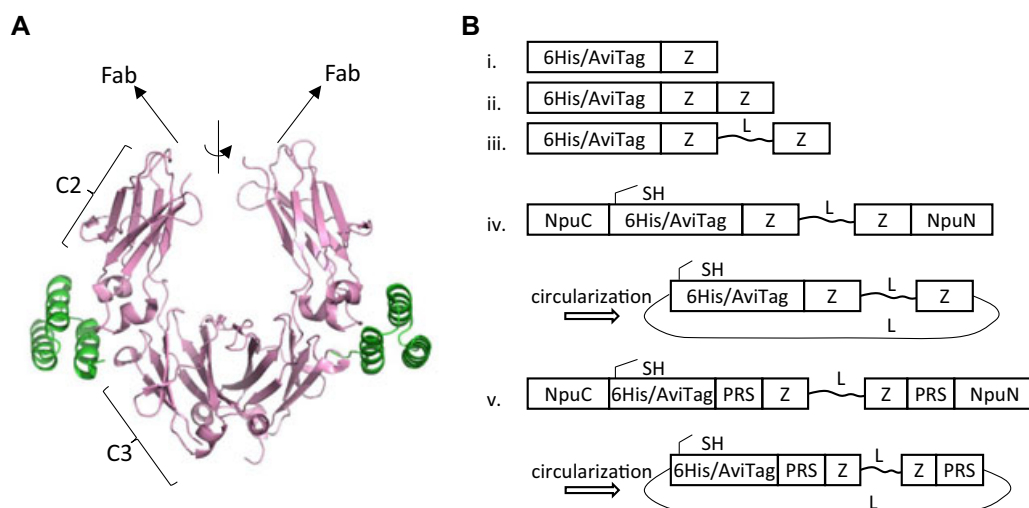 A
B
Fab
Fab
C2
C3
i. 6His/AviTag Z
ii. 6His/AviTag Z Z
iii. 6His/AviTag Z L Z
SH
iv. NpuC 6His/AviTag Z L Z NpuN
SH
circularization 6His/AviTag Z L Z
L
SH
v. NpuC 6His/AviTag PRS Z L Z PRS NpuN
SH
circularization 6His/AviTag PRS Z L Z PRS
L